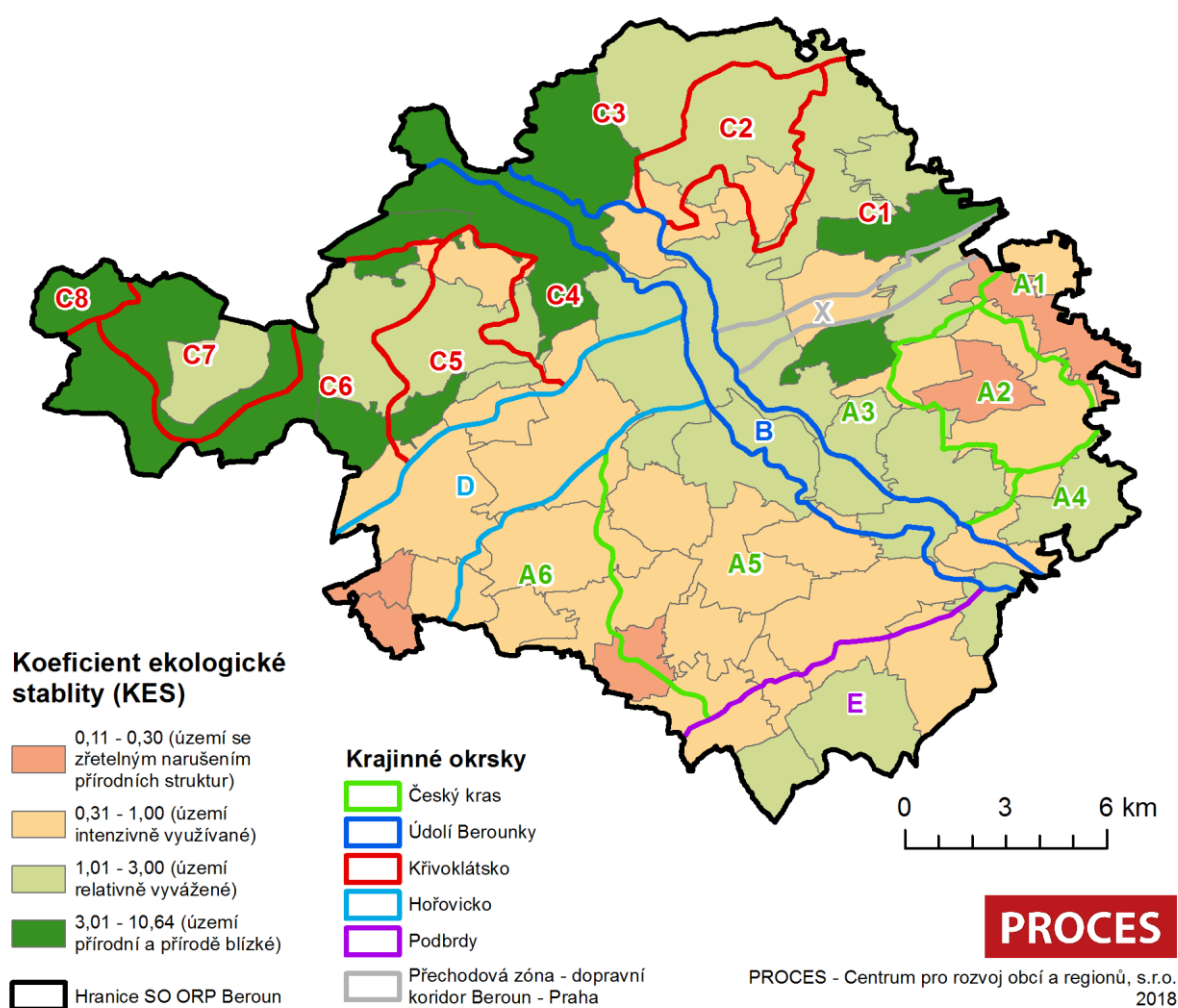 C3
C2
C1
C8
C4
A1
X
C7
C5
C6
A2
A3
B
D
A4
A6
A5
E
Koeficient ekologické
stablity (KES)
0,11 - 0,30 (území se
zřetelným narušením
přírodních struktur)
0,31 - 1,00 (území
intenzivně využívané)
1,01 - 3,00 (území
relativně vyvážené)
3,01 - 10,64 (území
přírodní a přírodě blízké)
Hranice SO ORP Beroun
Krajinné okrsky
Český kras
Údolí Berounky
Křivoklátsko
Hořovicko
Podbrdy
Přechodová zóna - dopravní
koridor Beroun - Praha
0 3 6 km
PROCES
PROCES - Centrum pro rozvoj obcí a regionů, s.r.o.
2018